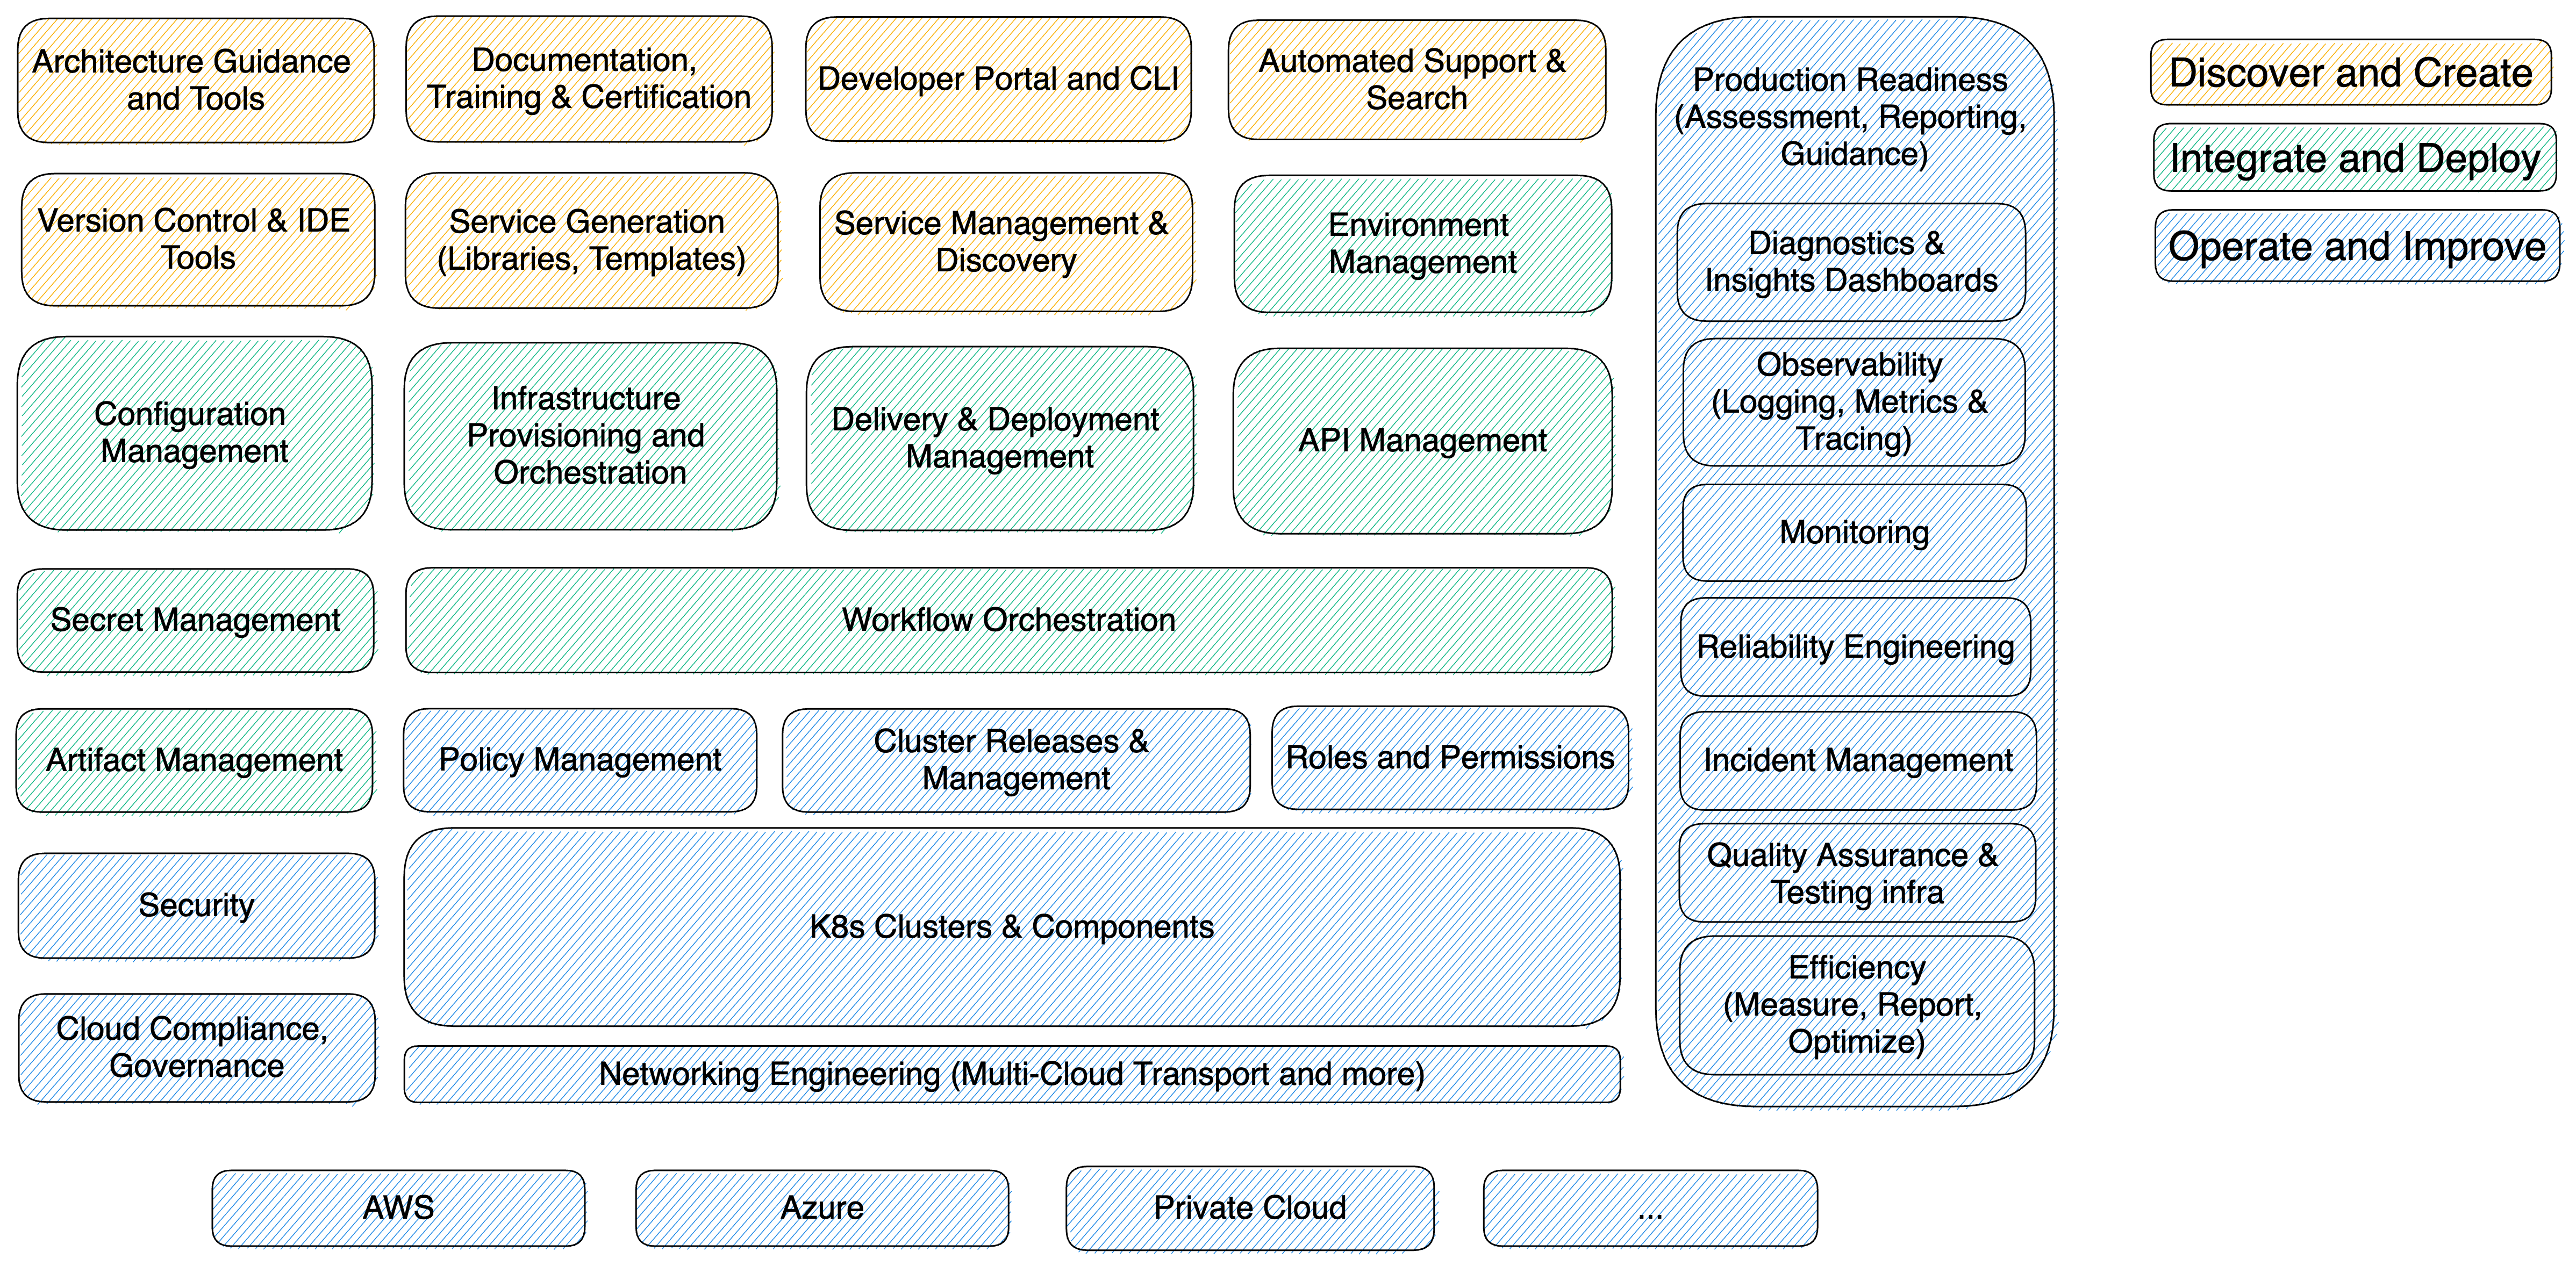 Architecture Guidance
and Tools
Documentation,
Training & Certification
Developer Portal and CLI
Automated Support &
Search
Version Control & IDE
Tools
Service Generation
(Libraries, Templates)
Service Management &
Discovery
Environment
Management
Configuration
Management
Infrastructure
Provisioning and
Orchestration
Delivery & Deployment
Management
API Management
Secret Management
Workflow Orchestration
Artifact Management
Policy Management
Cluster Releases &
Management
Roles and Permissions
Security
K8s Clusters & Components
Cloud Compliance,
Governance
Networking Engineering (Multi-Cloud Transport and more)
Production Readiness
(Assessment, Reporting,
Guidance)
Diagnostics &
Insights Dashboards
Observability
(Logging, Metrics &
Tracing)
Monitoring
Reliability Engineering
Incident Management
Quality Assurance &
Testing infra
Efficiency
(Measure, Report,
Optimize)
AWS
Azure
Private Cloud
...
Discover and Create
Integrate and Deploy
Operate and Improve